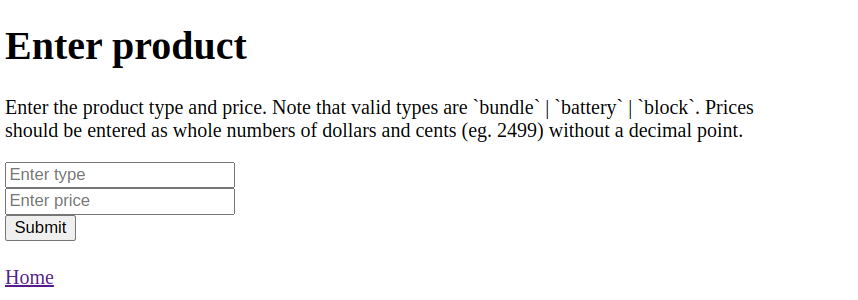 Enter product
Enter the product type and price. Note that valid types are `bundle` | `battery` | `block`. Prices
should be entered as whole numbers of dollars and cents (eg. 2499) without a decimal point.
Enter type
Enter price
Submit
Home